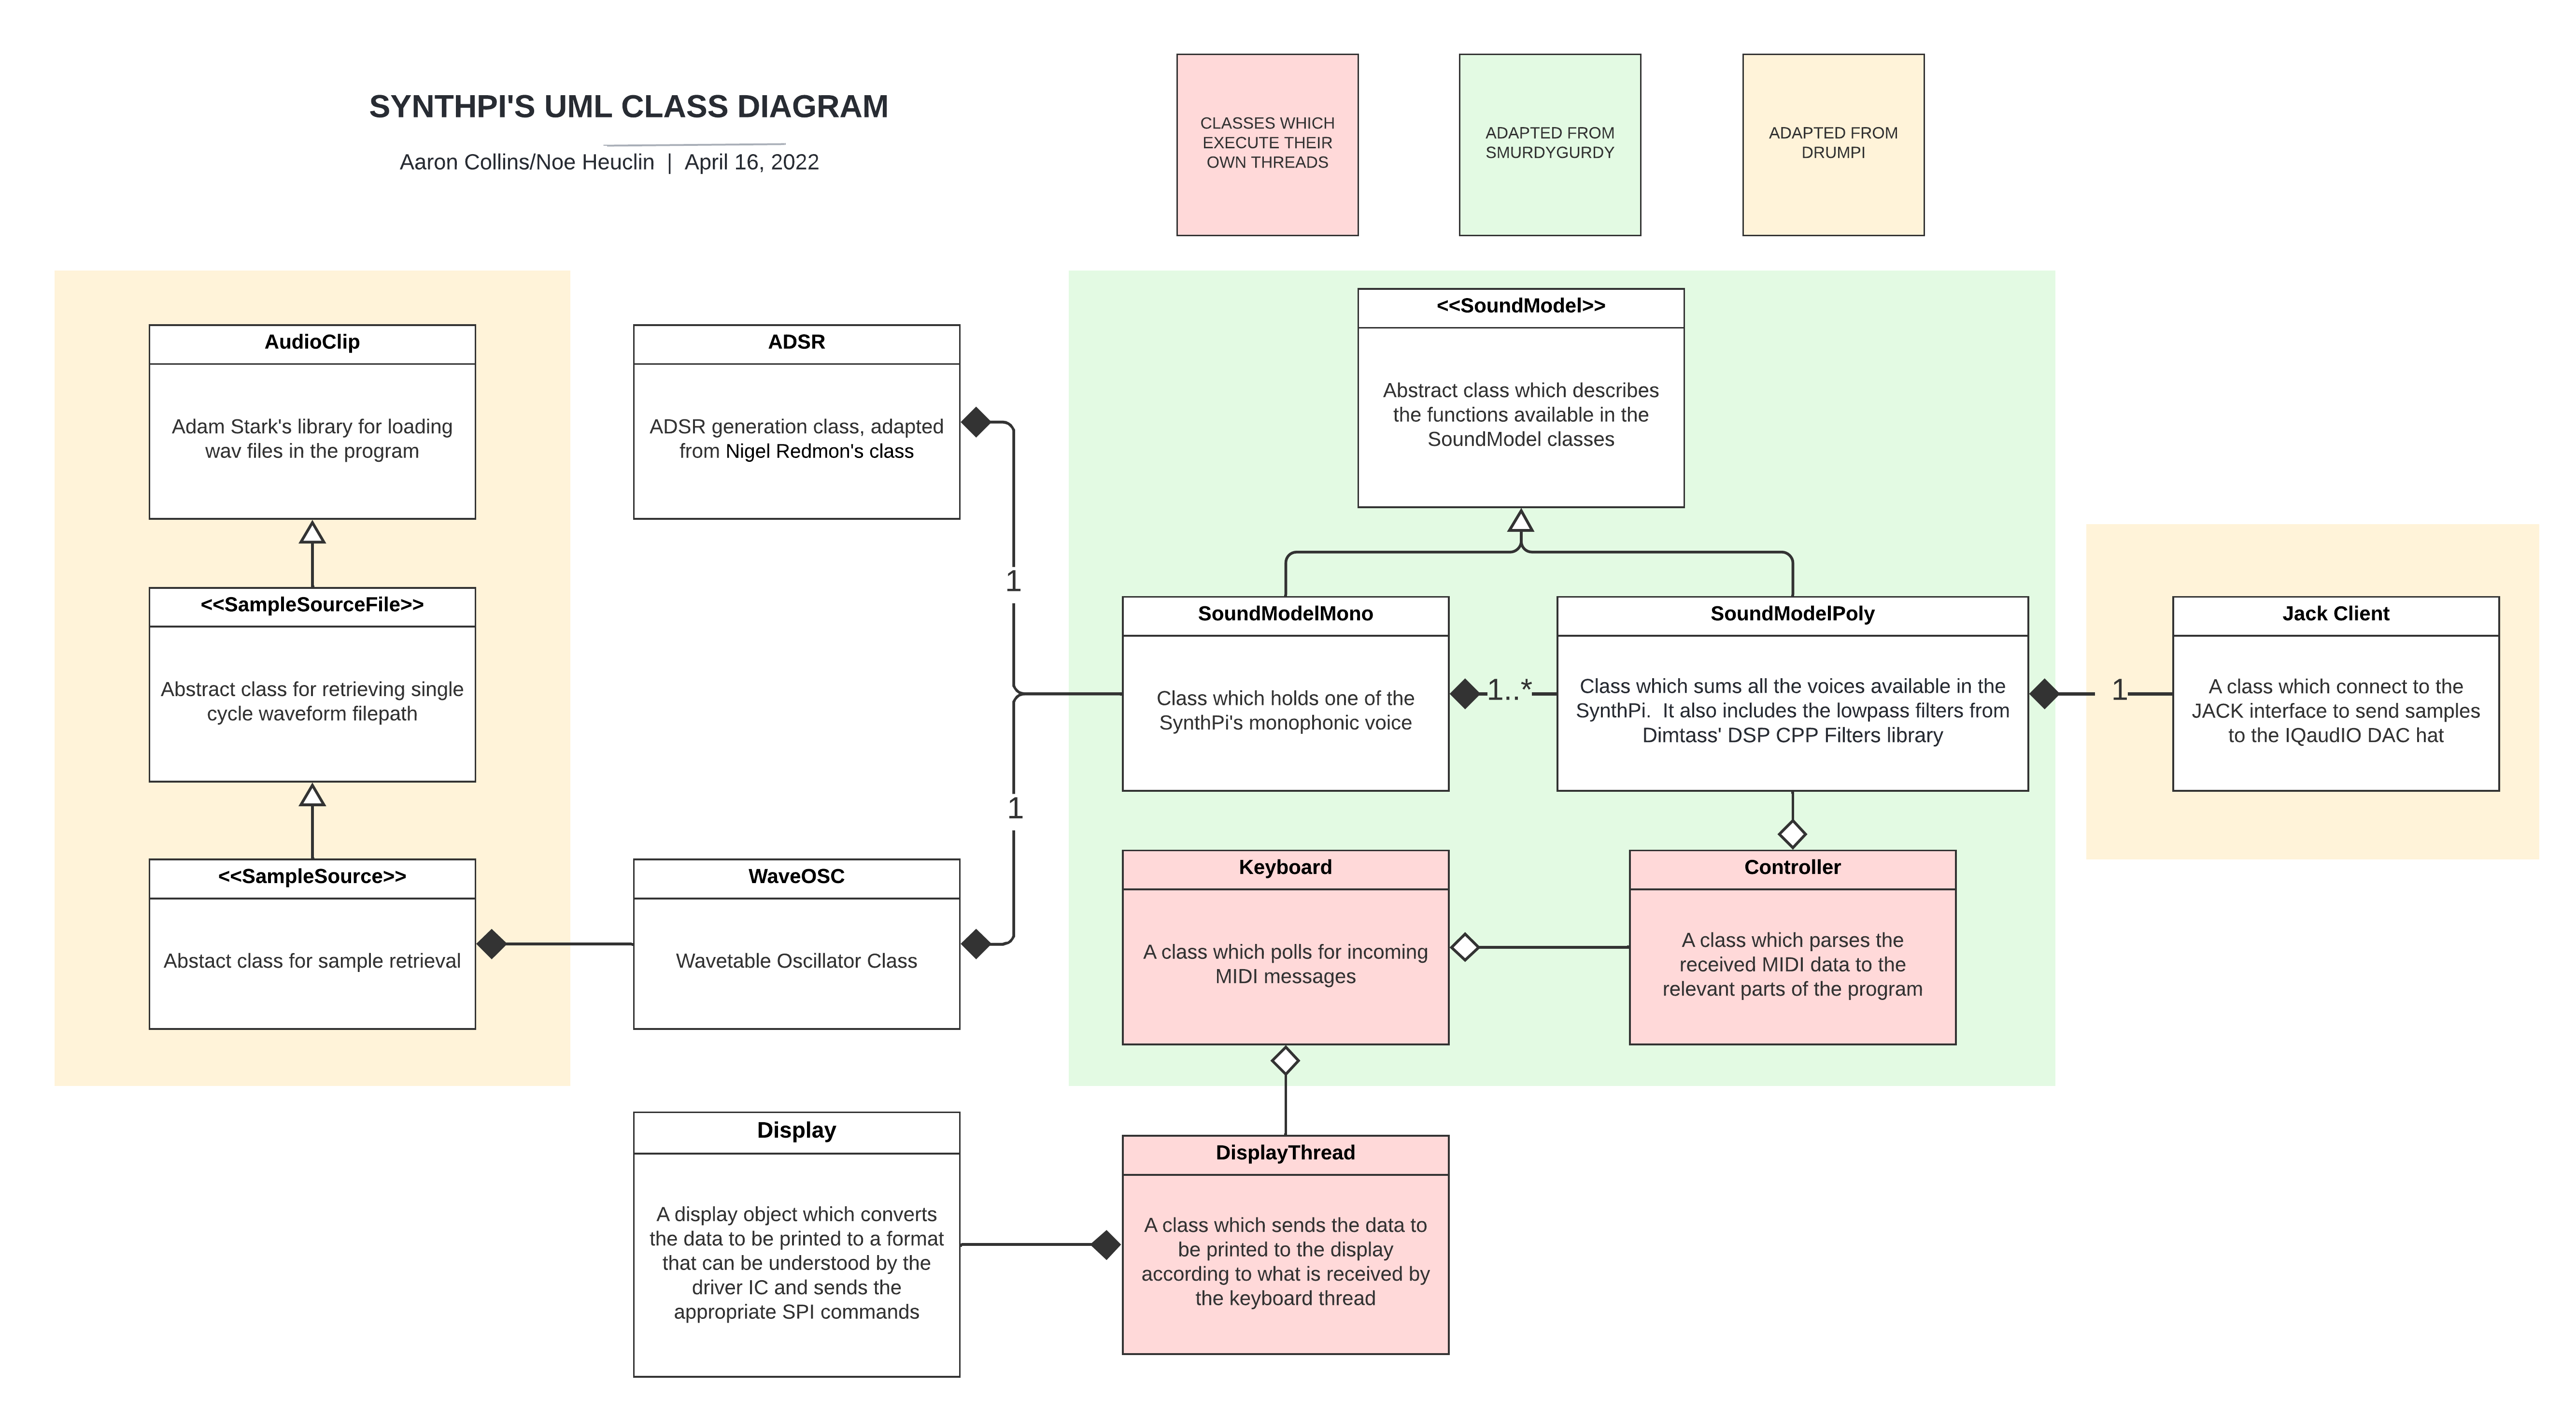 SYNTHPI'S UML CLASS DIAGRAM
Aaron Collins/Noe Heuclin | April 16, 2022
CLASSES WHICH
EXECUTE THEIR
OWN THREADS
ADAPTED FROM
SMURDYGURDY
ADAPTED FROM
DRUMPI
AudioClip
Adam Stark's library for loading
wav files in the program
ADSR
ADSR generation class, adapted
from Nigel Redmon's class
<<SoundModel>>
Abstract class which describes
the functions available in the
SoundModel classes
1
<<SampleSourceFile>>
Abstract class for retrieving single
cycle waveform filepath
SoundModelMono
Class which holds one of the
SynthPi's monophonic voice
1..*
SoundModelPoly
Class which sums all the voices available in the
SynthPi. It also includes the lowpass filters from
Dimtass' DSP CPP Filters library
1
Jack Client
A class which connect to the
JACK interface to send samples
to the IQaudIO DAC hat
1
<<SampleSource>>
Abstact class for sample retrieval
WaveOSC
Wavetable Oscillator Class
Keyboard
A class which polls for incoming
MIDI messages
Controller
A class which parses the
received MIDI data to the
relevant parts of the program
Display
A display object which converts
the data to be printed to a format
that can be understood by the
driver IC and sends the
appropriate SPI commands
DisplayThread
A class which sends the data to
be printed to the display
according to what is received by
the keyboard thread